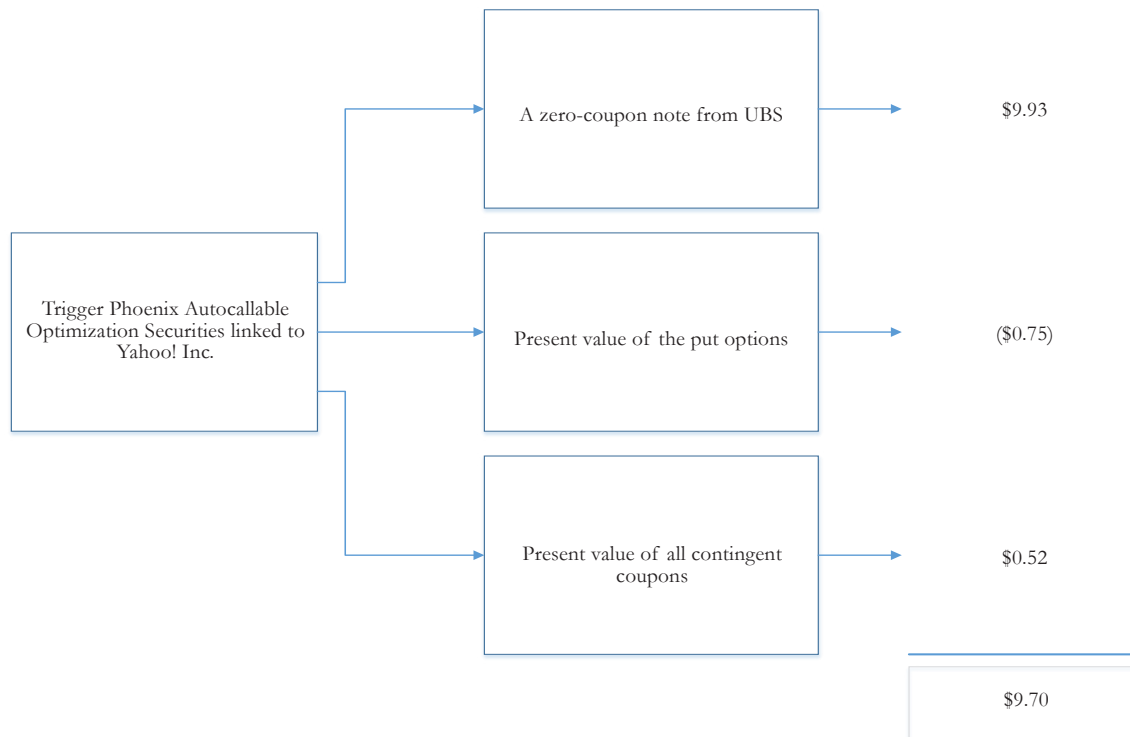 A zero-coupon note from UBS
$9.93
Trigger Phoenix Autocallable
Optimization Securities linked to
Yahoo! Inc.
Present value of the put options
($0.75)
Present value of all contingent
coupons
$0.52
$9.70